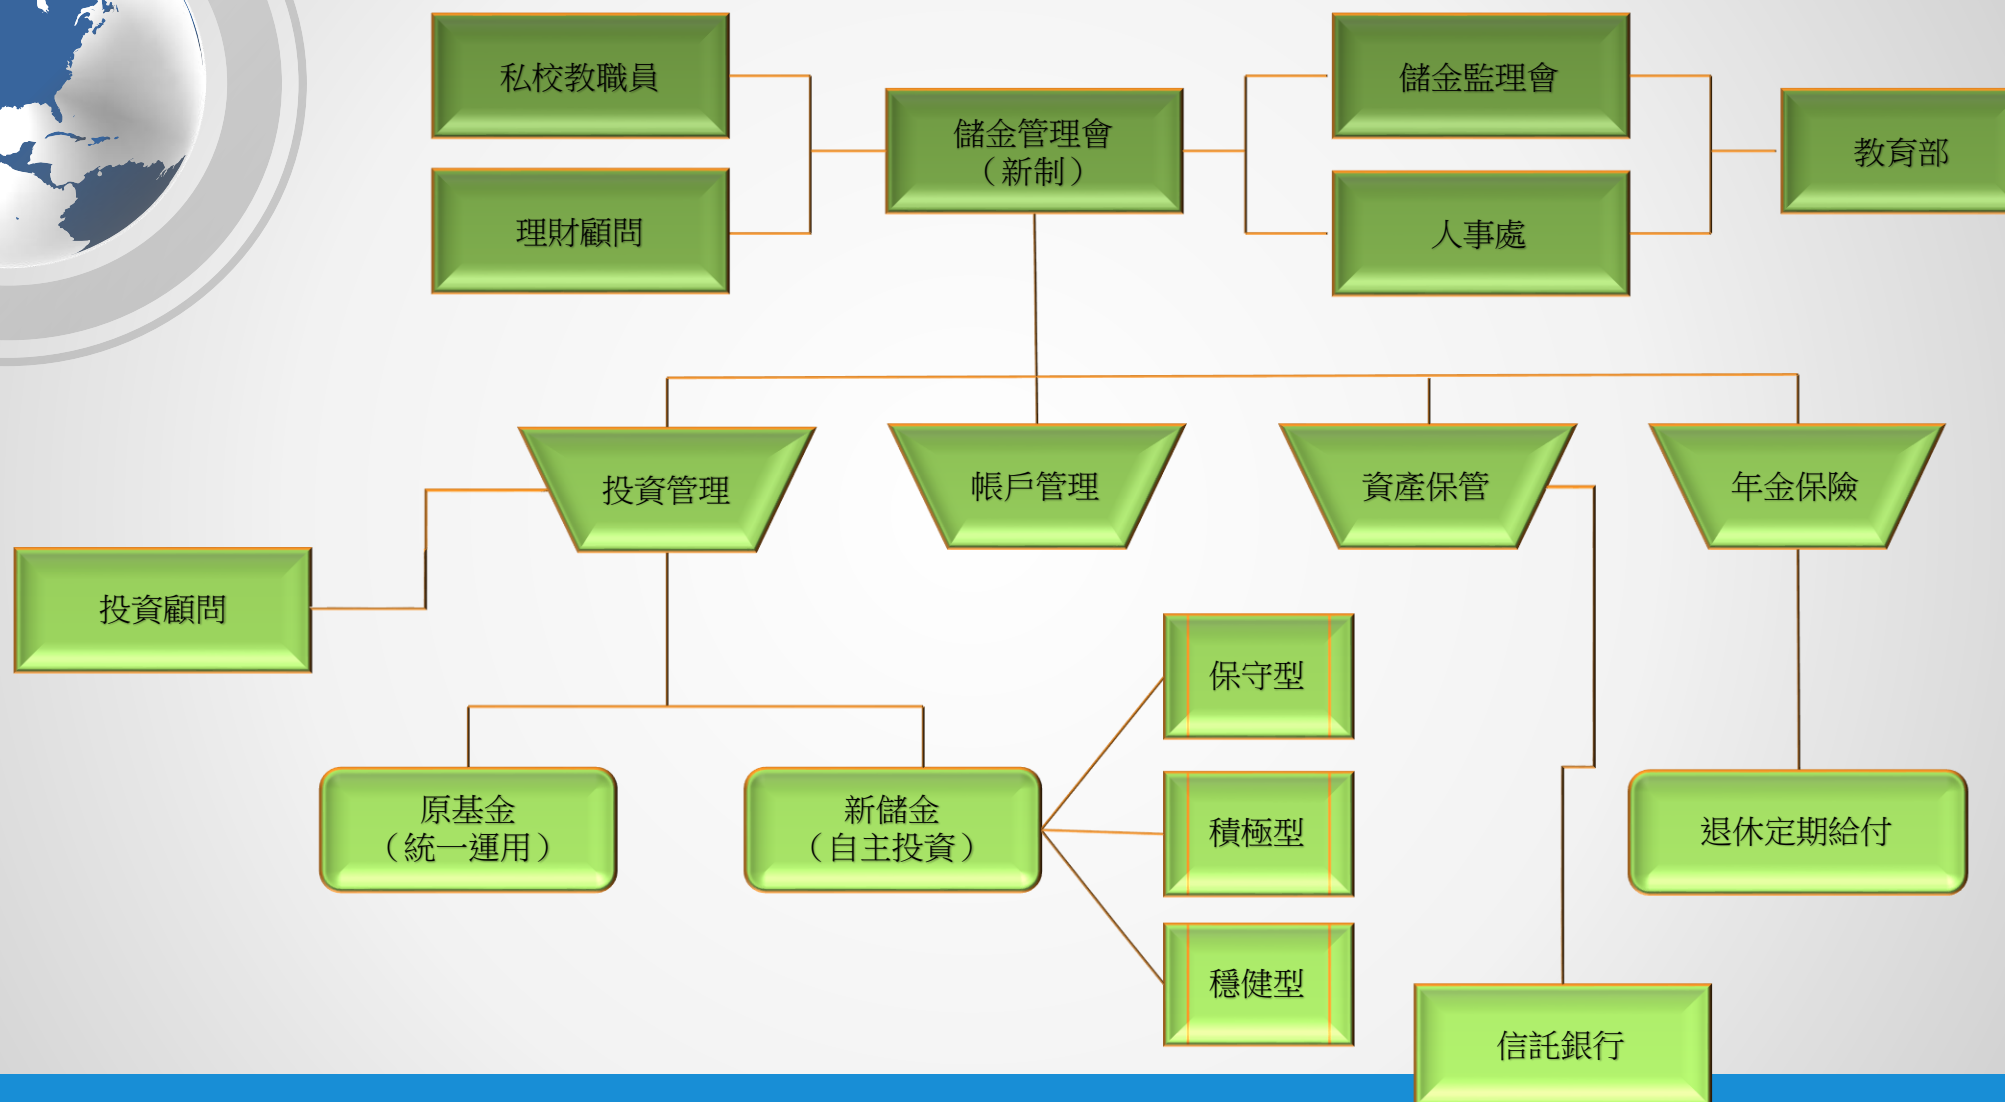 私校教職員
儲金監理會
儲金管理會
（新制）
教育部
理財顧問
人事處
投資管理
帳戶管理
資產保管
年金保險
投資顧問
保守型
原基金
（統一運用）
新儲金
（自主投資）
積極型
退休定期給付
穩健型
信託銀行